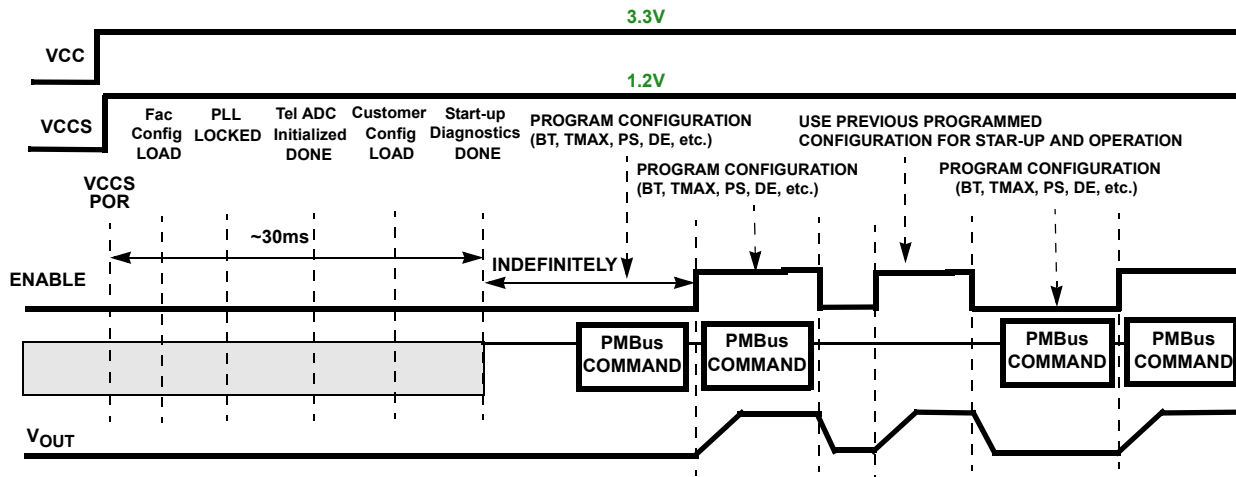 3.3V
VCC
1.2V
VCCS
Fac
Config
LOAD
PLL
LOCKED
Tel ADC
Initialized
DONE
Customer
Config
LOAD
Start-up
Diagnostics
DONE
PROGRAM CONFIGURATION
(BT, TMAX, PS, DE, etc.)
USE PREVIOUS PROGRAMMED
CONFIGURATION FOR STAR-UP AND OPERATION
PROGRAM CONFIGURATION
(BT, TMAX, PS, DE, etc.)
PROGRAM CONFIGURATION
(BT, TMAX, PS, DE, etc.)
VCCS
POR
~30ms
INDEFINITELY
ENABLE
PMBus
COMMAND
PMBus
COMMAND
PMBus
COMMAND
PMBus
COMMAND
VOUT